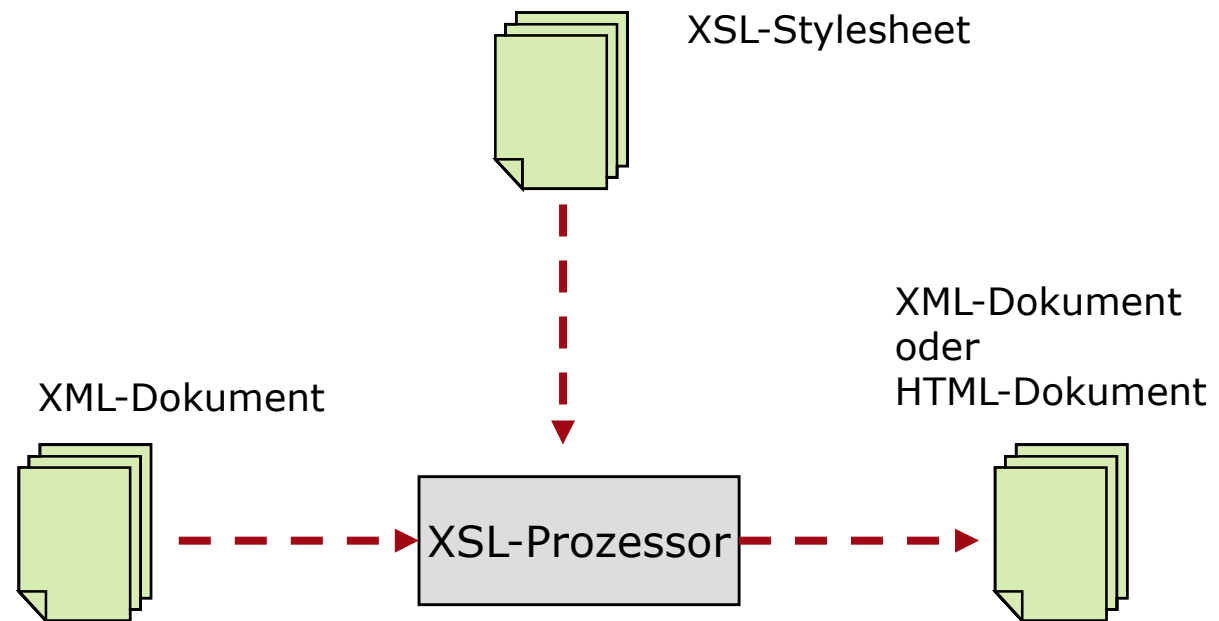 XSL-Stylesheet
XML-Dokument
oder
HTML-Dokument
XML-Dokument
XSL-Prozessor